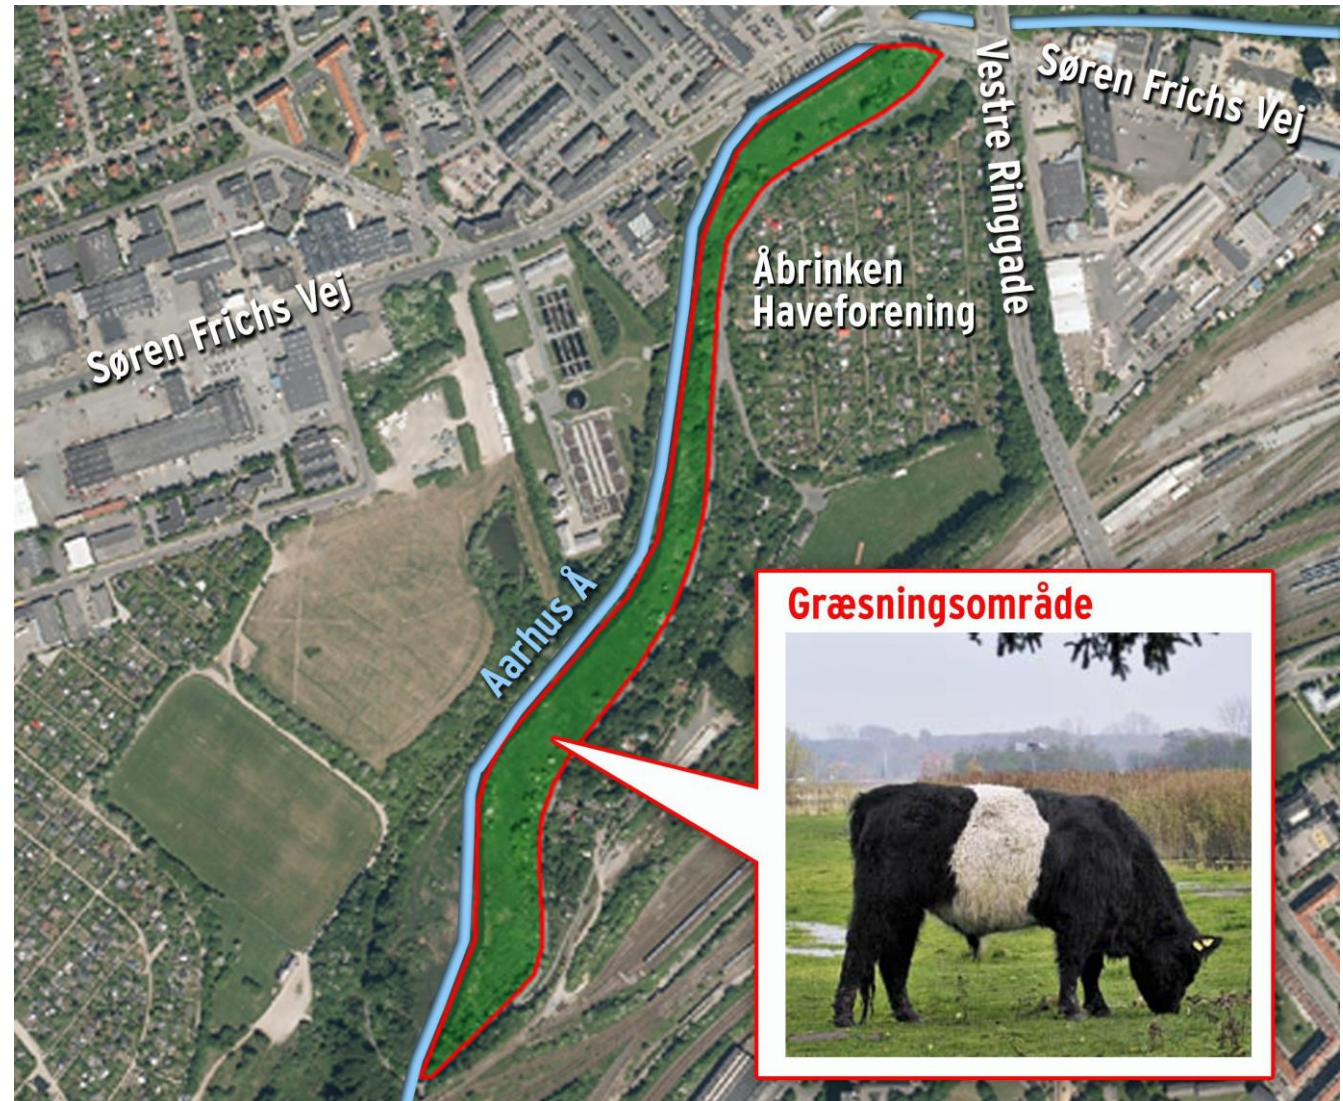 Søren Frichs Vej
Vestre Ringgade
Åbrinken
Haveforening
Søren Frichs Vej
Aarhus Å
Græsningsområde